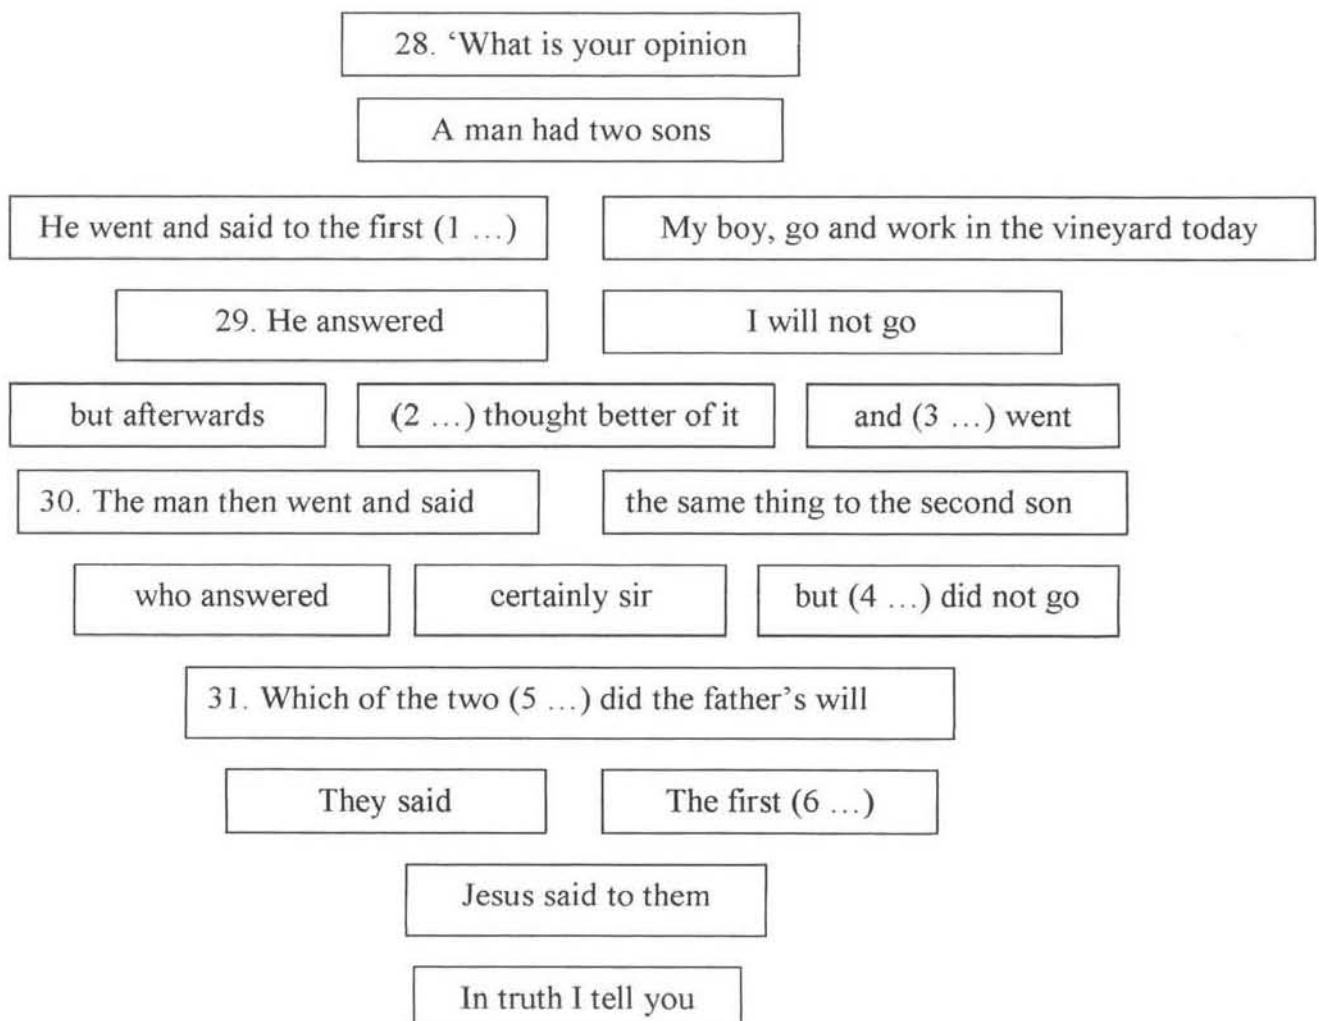 28. ‘What is your opinion
A man had two sons
He went and said to the first (1 ...) My boy, go and work in the vineyard today
29. He answered I will not go
but afterwards (2 ...) thought better of it and (3 ...) went
30. The man then went and said the same thing to the second son
who answered certainly sir but (4 ...) did not go
31. Which of the two (5 ...) did the father’s will
They said The first (6 ...)
Jesus said to them
In truth I tell you